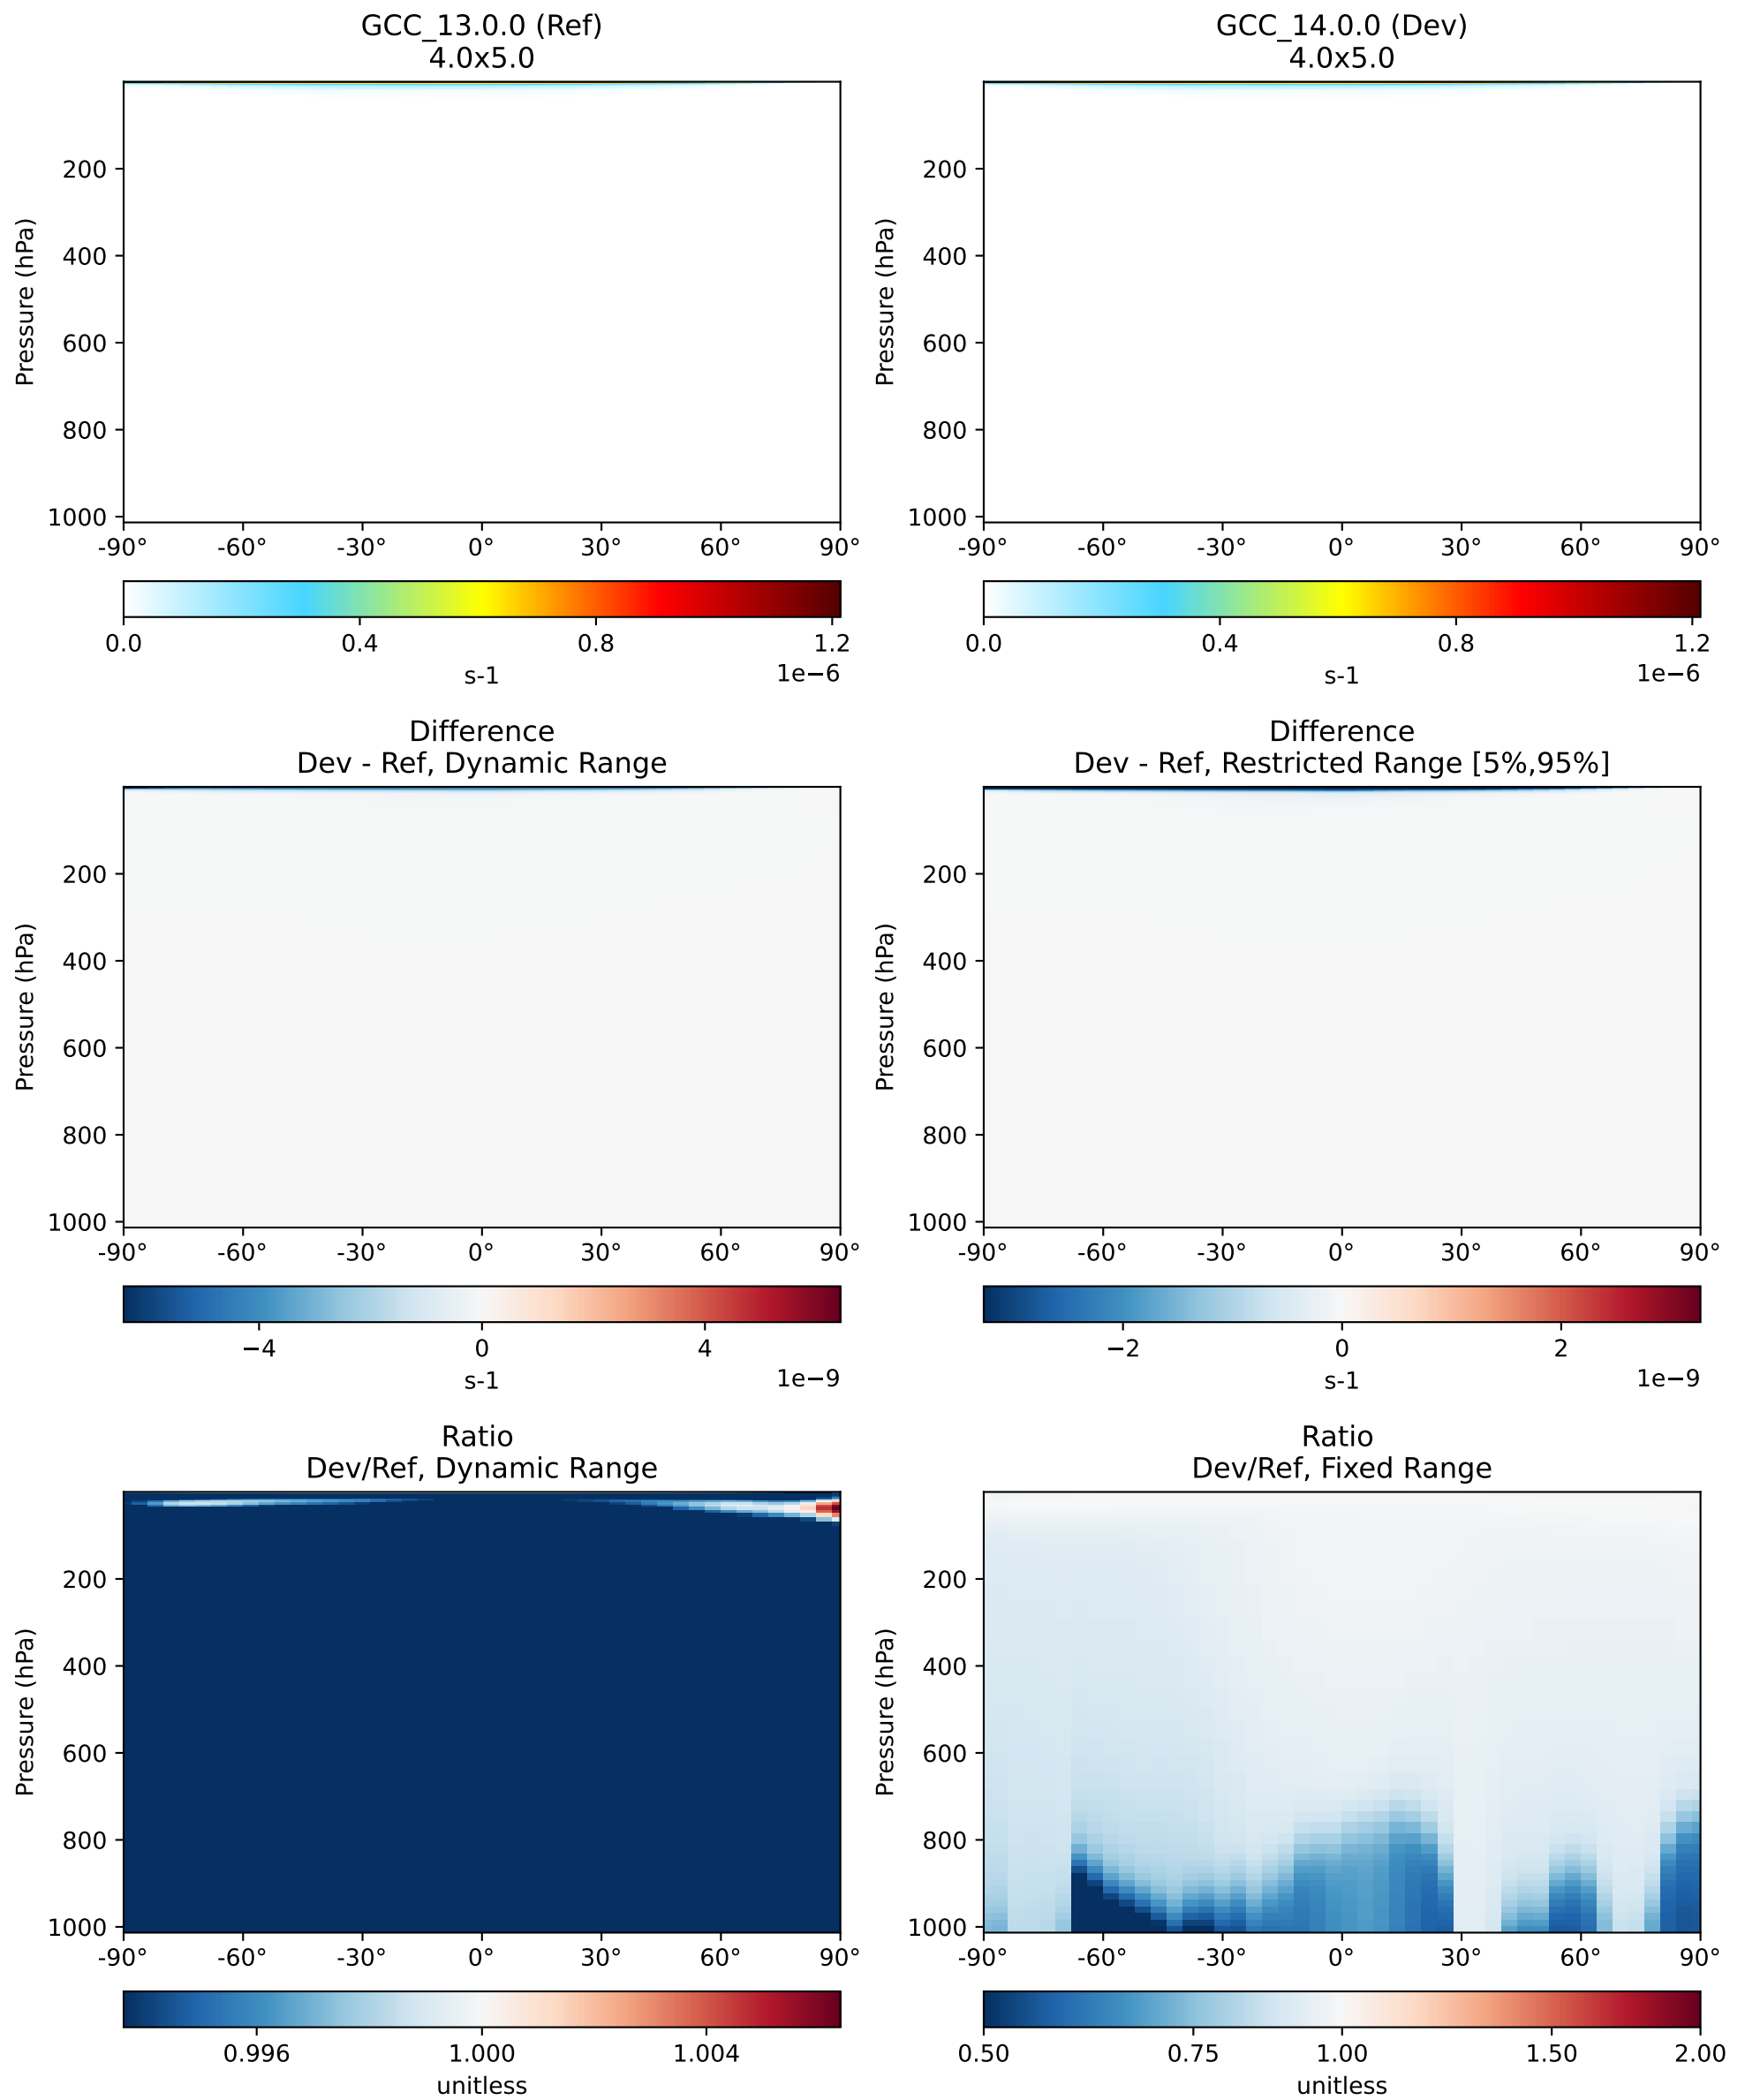 GCC_13.0.0 (Ref)
4.0x5.0
Pressure (hPa)
200
400
600
800
1000
-90° -60° -30° 0° 30° 60° 90°
0.0 0.4 0.8 1.2
s-1
1e−6
GCC_14.0.0 (Dev)
4.0x5.0
Pressure (hPa)
200
400
600
800
1000
-90° -60° -30° 0° 30° 60° 90°
0.0 0.4 0.8 1.2
s-1
1e−6
Difference
Dev - Ref, Dynamic Range
Pressure (hPa)
200
400
600
800
1000
-90° -60° -30° 0° 30° 60° 90°
−4 0 4
s-1
1e−9
Difference
Dev - Ref, Restricted Range [5%,95%]
Pressure (hPa)
200
400
600
800
1000
-90° -60° -30° 0° 30° 60° 90°
−2 0 2
s-1
1e−9
Ratio
Dev/Ref, Dynamic Range
Pressure (hPa)
200
400
600
800
1000
-90° -60° -30° 0° 30° 60° 90°
0.996 1.000 1.004
unitless
Ratio
Dev/Ref, Fixed Range
Pressure (hPa)
200
400
600
800
1000
-90° -60° -30° 0° 30° 60° 90°
0.50 0.75 1.00 1.50 2.00
unitless